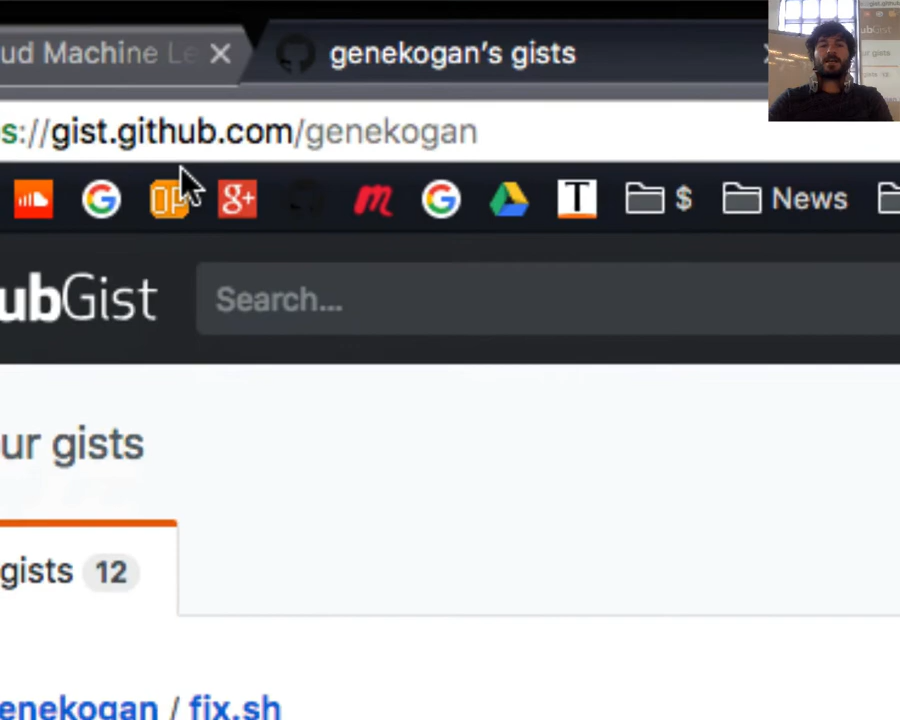 ud Machine Le genekogan's gists
s://gist.github.com/genekogan
OP g+ m T $ News
ubGist Search...
ur gists
gists 12
enekogan / fix.sh